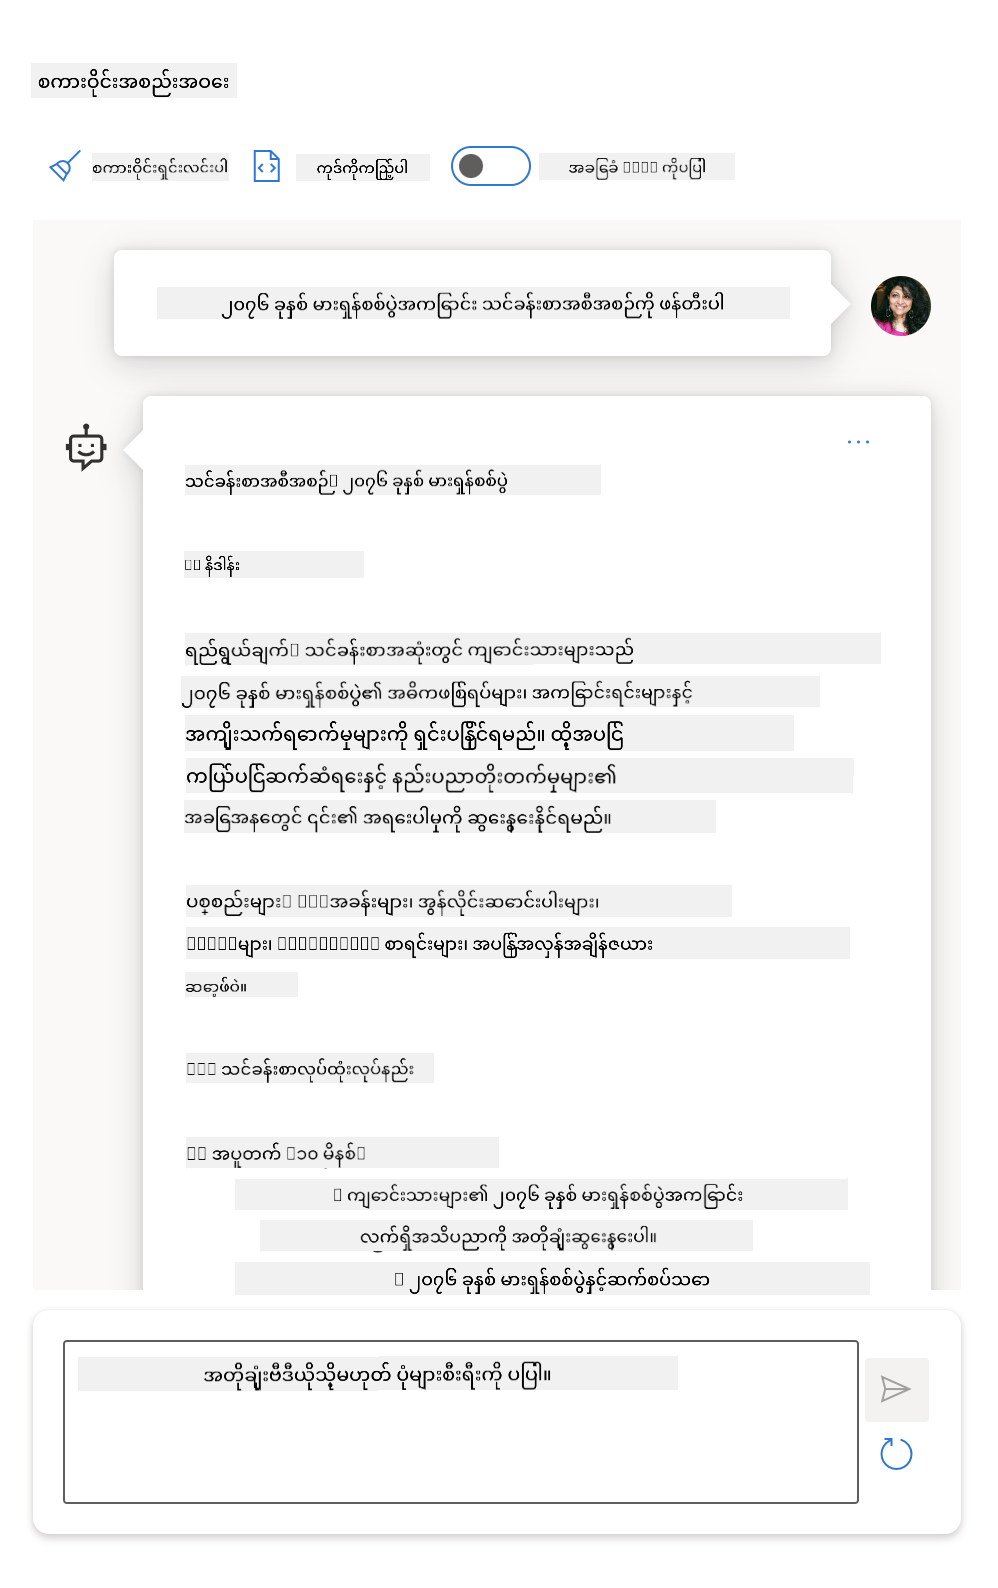 စကားဝိုင်းအစည်းအဝေး
စကားဝိုင်းရှင်းလင်းပါ
ကုဒ်ကိုကြည့်ပါ
အခြေခံ ကိုပြပါ
၂၀၇၆ ခုနှစ် မားရှန်စစ်ပွဲအကြောင်း သင်ခန်းစာအစီအစဉ်ကို ဖန်တီးပါ
သင်ခန်းစာအစီအစဉ် ၂၀၇၆ ခုနှစ် မားရှန်စစ်ပွဲ
နိဒါန်း
ရည်ရွယ်ချက် သင်ခန်းစာအဆုံးတွင် ကျောင်းသားများသည်
၂၀၇၆ ခုနှစ် မားရှန်စစ်ပွဲ၏ အဓိကဖြစ်ရပ်များ၊ အကြောင်းရင်းများနှင့်
အကျိုးသက်ရောက်မှုများကို ရှင်းပြနိုင်ရမည်။ ထို့အပြင်
ကယ်ပြင်ဆက်ဆံရေးနှင့် နည်းပညာတိုးတက်မှုများ၏
အခြေအနေတွင် ၎င်း၏ အရေးပါမှုကို ဆွေးနွေးနိုင်ရမည်။
ပစ္စည်းများ အခန်းများ၊ အွန်လိုင်းဆောင်းပါးများ၊
များ၊ စာရင်းများ၊ အပြန်အလှန်အချိန်ဇယား
ဆော့ဖ်ဝဲ။
သင်ခန်းစာလုပ်ထုံးလုပ်နည်း
အပူတက် ၁၀ မိနစ်
ကျောင်းသားများ၏ ၂၀၇၆ ခုနှစ် မားရှန်စစ်ပွဲအကြောင်း
လက်ရှိအသိပညာကို အတိုချုံးဆွေးနွေးပါ။
၂၀၇၆ ခုနှစ် မားရှန်စစ်ပွဲနှင့်ဆက်စပ်သော
အတိုချုံးဗီဒီယိုသို့မဟုတ် ပုံများစီးရီးကို ပြပါ။